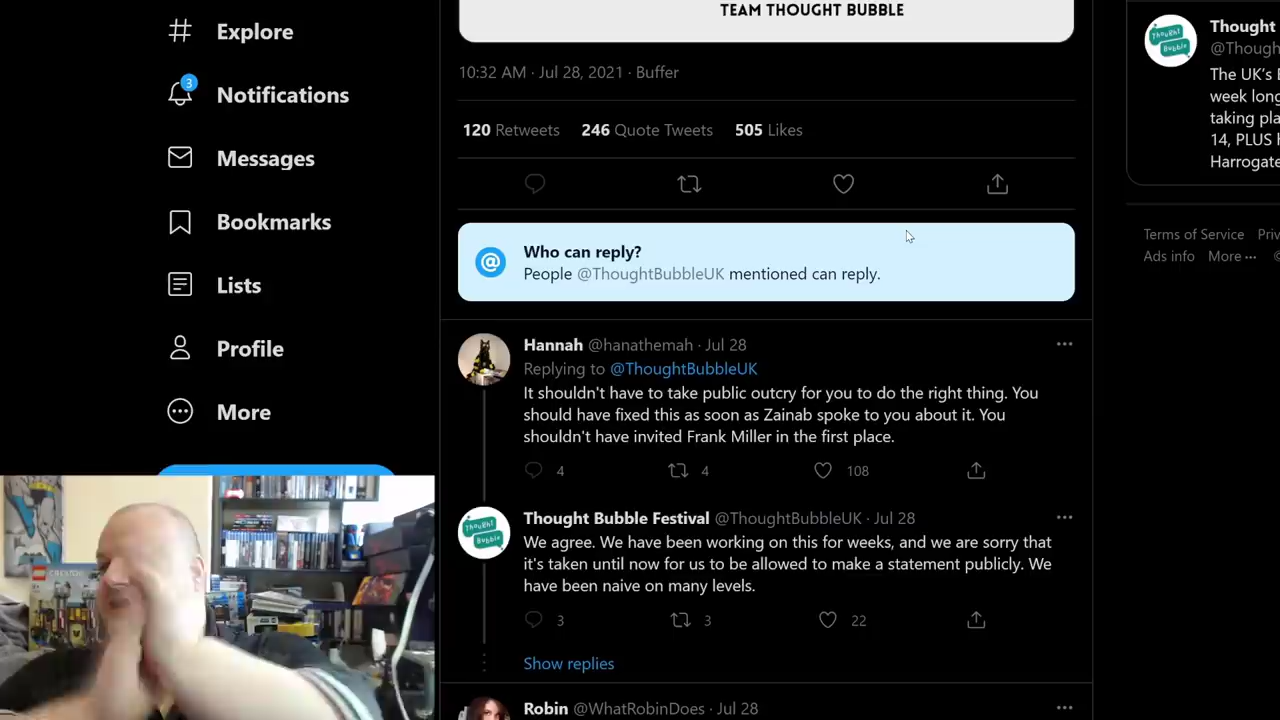 TEAM THOUGHT BUBBLE
10:32 AM · Jul 28, 2021 · Buffer
120 Retweets 246 Quote Tweets 505 Likes
Who can reply?
People @ThoughtBubbleUK mentioned can reply.
Hannah @hanathemah · Jul 28
Replying to @ThoughtBubbleUK
It shouldn't have to take public outcry for you to do the right thing. You
should have fixed this as soon as Zainab spoke to you about it. You
shouldn't have invited Frank Miller in the first place.
4 4 108
Thought Bubble Festival @ThoughtBubbleUK · Jul 28
We agree. We have been working on this for weeks, and we are sorry that
it's taken until now for us to be allowed to make a statement publicly. We
have been naive on many levels.
3 3 22
Show replies
Robin @WhatRobinDoes · Jul 28
Explore
3
Notifications
Messages
Bookmarks
Lists
Profile
More
Thought Bubble
Thought
@Though
The UK's B
week long
taking pla
14, PLUS h
Harrogate
Terms of Service Priv
Ads info More ···